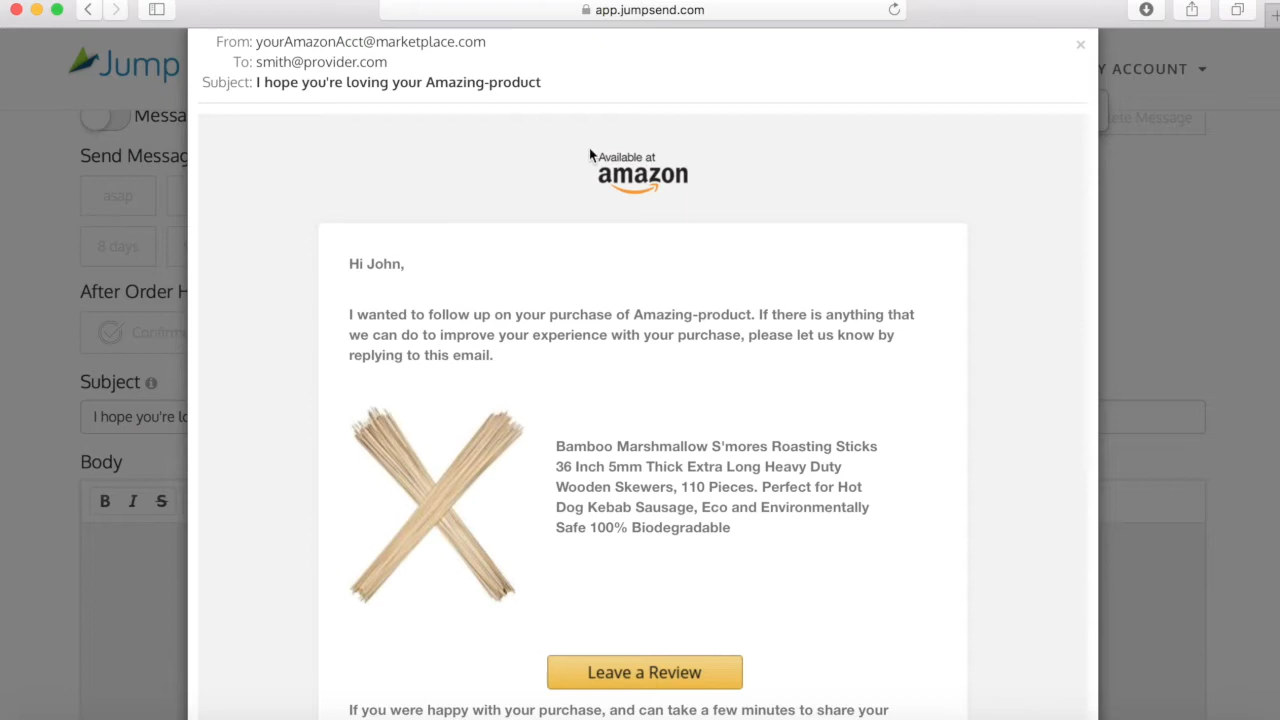 app.jumpsend.com
From: yourAmazonAcct@marketplace.com
To: smith@provider.com
Subject: I hope you're loving your Amazing-product
Jump
Y ACCOUNT
Messa
ete Message
Send Messag
asap
8 days
After Order H
Confirm
Subject
I hope you're lo
Body
B I S
Available at
amazon
Hi John,
I wanted to follow up on your purchase of Amazing-product. If there is anything that
we can do to improve your experience with your purchase, please let us know by
replying to this email.
Bamboo Marshmallow S'mores Roasting Sticks
36 Inch 5mm Thick Extra Long Heavy Duty
Wooden Skewers, 110 Pieces. Perfect for Hot
Dog Kebab Sausage, Eco and Environmentally
Safe 100% Biodegradable
Leave a Review
If you were happy with your purchase, and can take a few minutes to share your